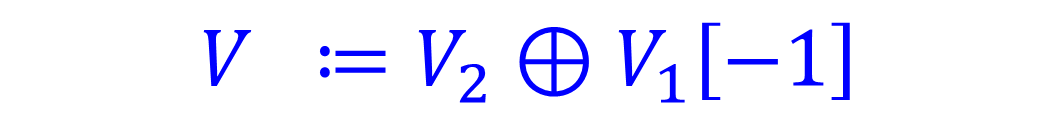 V := V₂ ⊕ V₁[−1]